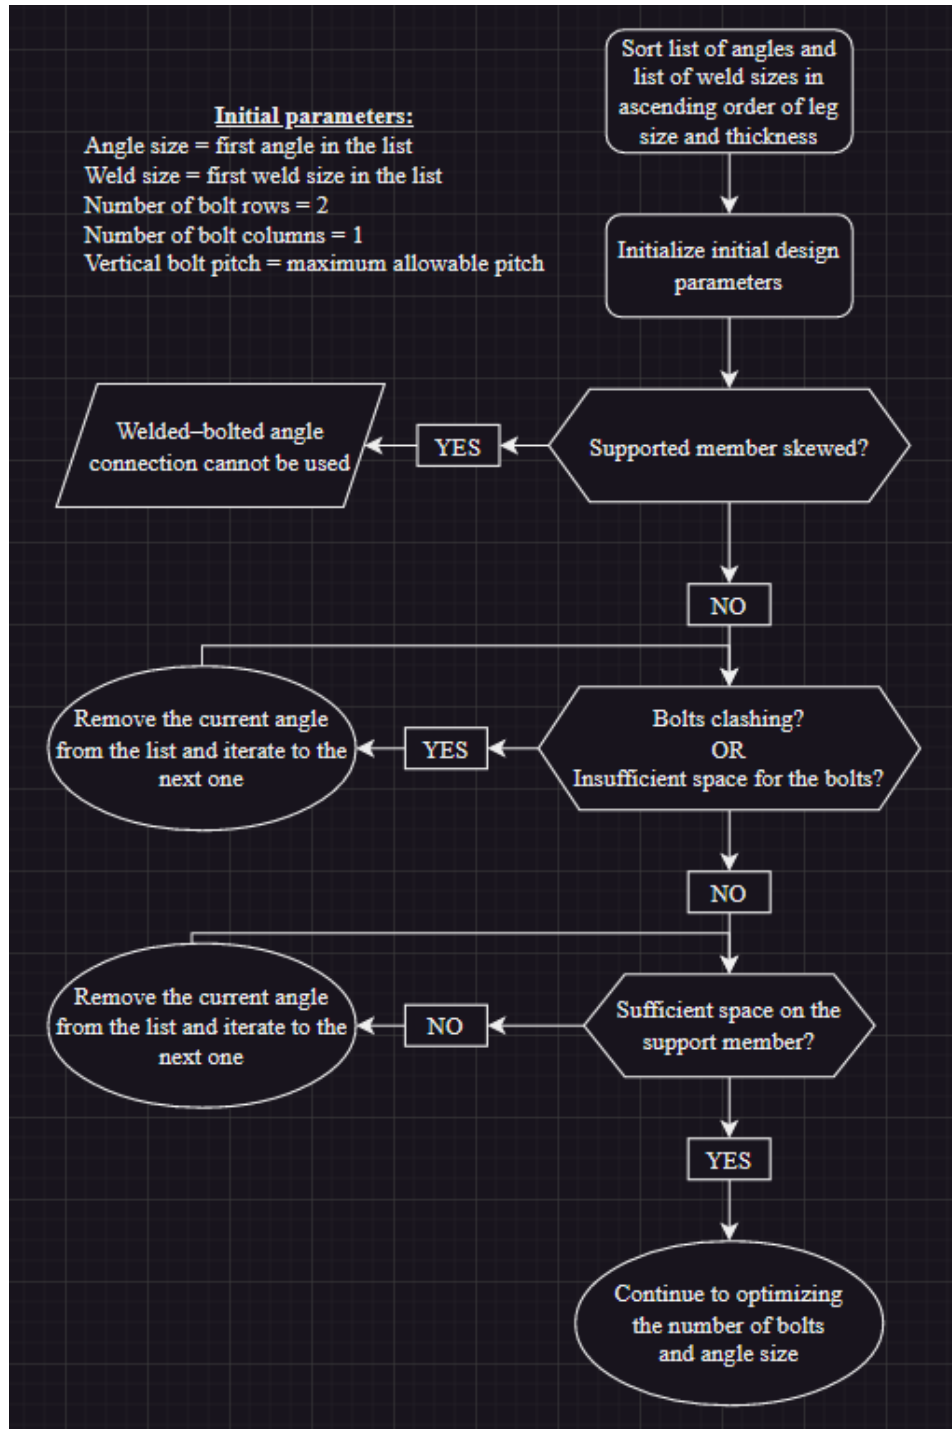 Sort list of angles and
list of weld sizes in
ascending order of leg
size and thickness
Initial parameters:
Angle size = first angle in the list
Weld size = first weld size in the list
Number of bolt rows = 2
Number of bolt columns = 1
Vertical bolt pitch = maximum allowable pitch
Initialize initial design
parameters
Supported member skewed?
YES
Welded–bolted angle
connection cannot be used
NO
Bolts clashing?
OR
Insufficient space for the bolts?
YES
Remove the current angle
from the list and iterate to the
next one
NO
Sufficient space on the
support member?
NO
Remove the current angle
from the list and iterate to the
next one
YES
Continue to optimizing
the number of bolts
and angle size